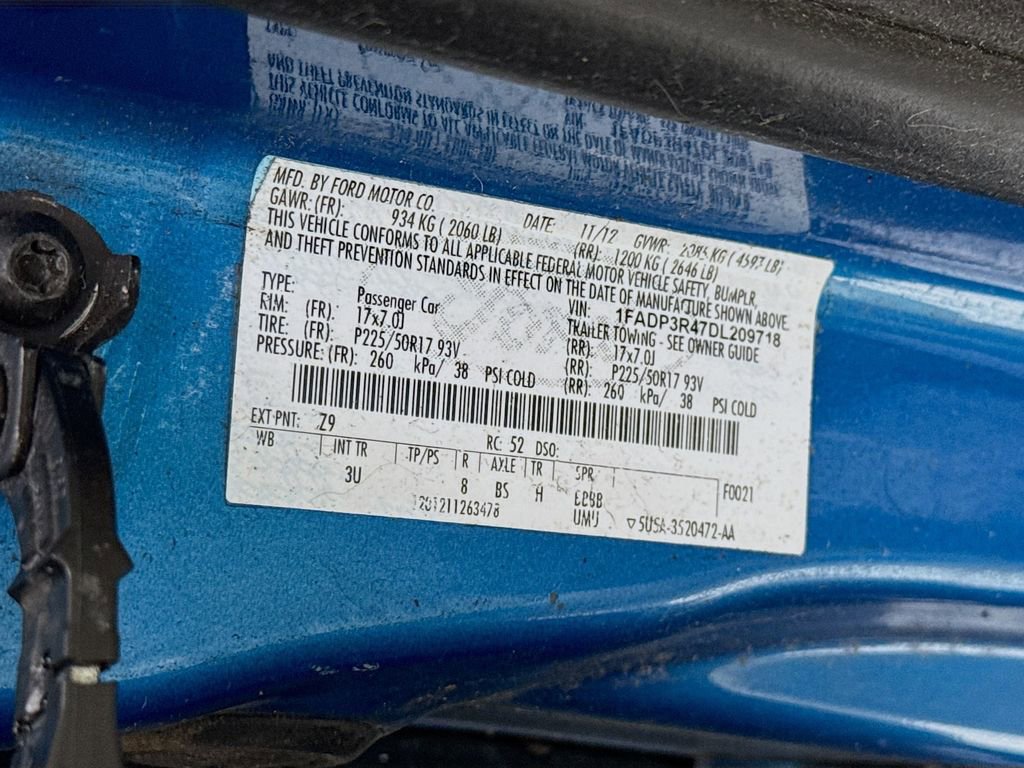 MFD. BY FORD MOTOR CO. DATE: 11/12 GVWR:
GAWR: (FR): 934 KG ( 2060 LB) (RR): 1200 KG ( 2646 LB)
THIS VEHICLE CONFORMS TO ALL APPLICABLE FEDERAL MOTOR VEHICLE SAFETY, BUMPLR,
AND THEFT PREVENTION STANDARDS IN EFFECT ON THE DATE OF MANUFACTURE SHOWN ABOVE.
VIN: 1FADP3R47DL209718
TYPE: Passenger Car TRAILER TOWING - SEE OWNER GUIDE
RIM: (FR): 17x7.0J (RR): 17x7.0J
TIRE: (FR): P225/50R17 93V (RR): P225/50R17 93V
PRESSURE: (FR): 260 kPa/ 38 PSI COLD (RR): 260 kPa/ 38 PSI COLD
EXT PNT: Z9 RC: 52 DSO:
WB INT TR TP/PS R AXLE TR SPR F0021
3U 8 BS H
UMU
1201211263478 ▽5USA-3520472-AA